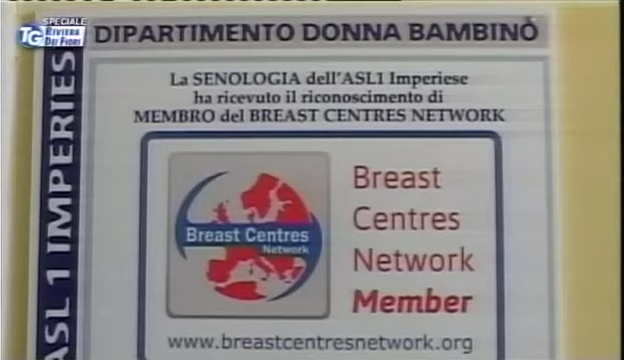 SPECIALE
TG RIVIERA
DEI FIORI
DIPARTIMENTO DONNA BAMBINO
ASL 1 IMPERIES
La SENOLOGIA dell'ASL1 Imperiese
ha ricevuto il riconoscimento di
MEMBRO del BREAST CENTRES NETWORK
Breast Centres
Network
Breast
Centres
Network
Member
www.breastcentresnetwork.org